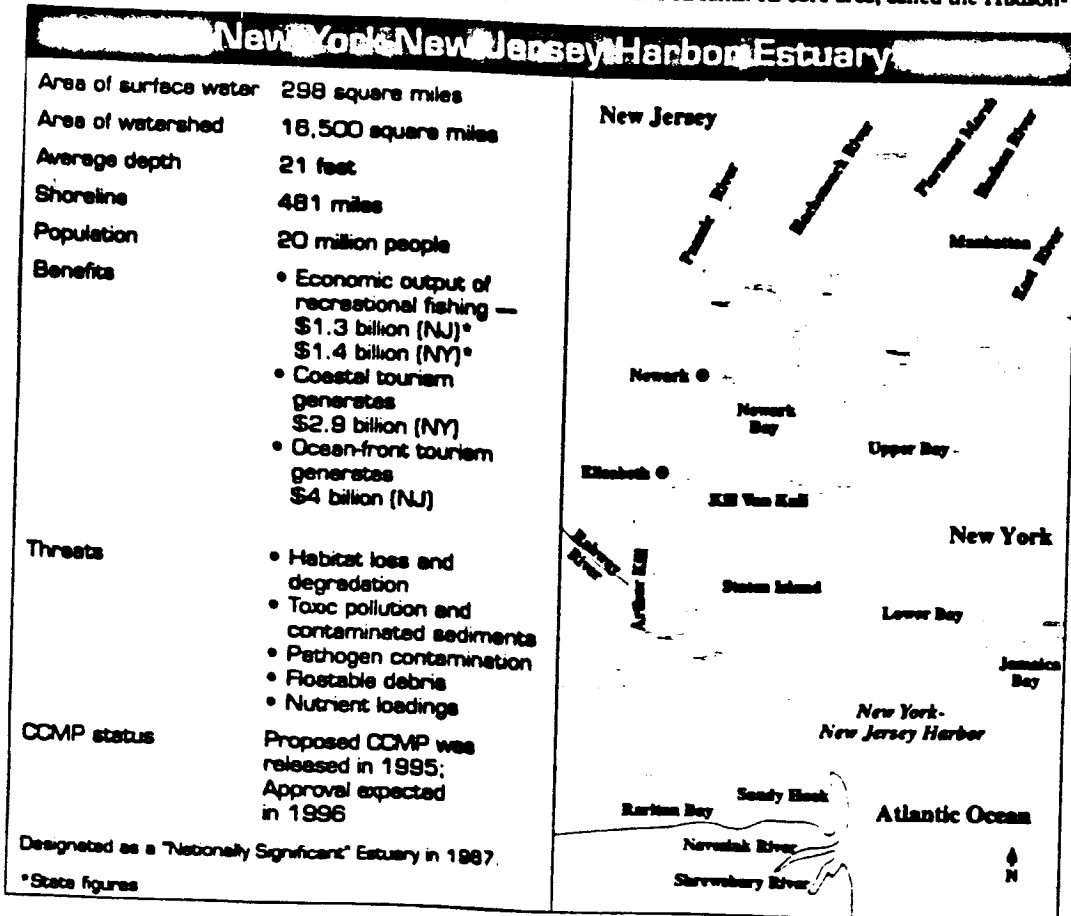 New York-New Jersey Harbor Estuary
Area of surface water 298 square miles
Area of watershed 16,500 square miles
Average depth 21 feet
Shoreline 481 miles
Population 20 million people
Benefits • Economic output of
recreational fishing —
$1.3 billion (NJ)*
$1.4 billion (NY)*
• Coastal tourism
generates
$2.9 billion (NY)
• Ocean-front tourism
generates
$4 billion (NJ)
Threats • Habitat loss and
degradation
• Toxic pollution and
contaminated sediments
• Pathogen contamination
• Floatable debris
• Nutrient loadings
CCMP status Proposed CCMP was
released in 1995;
Approval expected
in 1996
Designated as a "Nationally Significant" Estuary in 1987.
*State figures
New Jersey
Passaic River
Hackensack River
Piermont Marsh
Hudson River
Manhattan
East River
Newark
Newark
Bay
Upper Bay
Elizabeth
Kill Van Kull
New York
Rahway
River
Arthur Kill
Staten Island
Lower Bay
Jamaica
Bay
New York-
New Jersey Harbor
Sandy Hook
Raritan Bay
Atlantic Ocean
Navesink River
Shrewsbury River
N